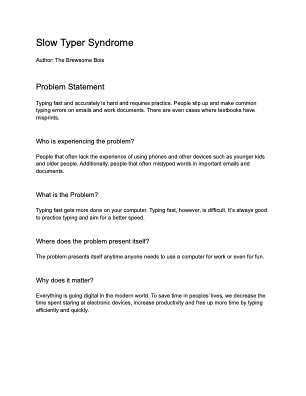 Slow Typer Syndrome
Author: The Brewsome Bois
Problem Statement
Typing fast and accurately is hard and requires practice. People slip up and make common
typing errors on emails and work documents. There are even cases where textbooks have
misprints.
Who is experiencing the problem?
People that often lack the experience of using phones and other devices such as younger kids
and older people. Additionally, people that often mistyped words in important emails and
documents.
What is the Problem?
Typing fast gets more done on your computer. Typing fast, however, is difficult. It's always good
to practice typing and aim for a better speed.
Where does the problem present itself?
The problem presents itself anytime anyone needs to use a computer for work or even for fun.
Why does it matter?
Everything is going digital in the modern world. To save time in peoples' lives, we decrease the
time spent staring at electronic devices, increase productivity and free up more time by typing
efficiently and quickly.